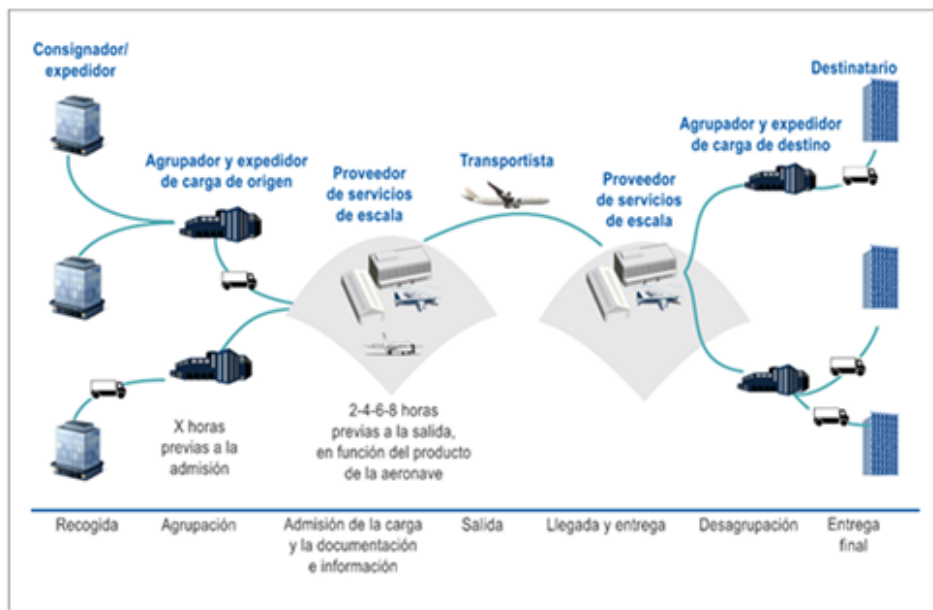 Consignador/
expedidor
Destinatario
Agrupador y expedidor
de carga de destino
Agrupador y expedidor
de carga de origen
Proveedor
de servicios
de escala
Transportista
Proveedor
de servicios
de escala
X horas
previas a la
admisión
2-4-6-8 horas
previas a la salida,
en función del producto
de la aeronave
Recogida
Agrupación
Admisión de la carga
y la documentación
e información
Salida
Llegada y entrega
Desagrupación
Entrega
final